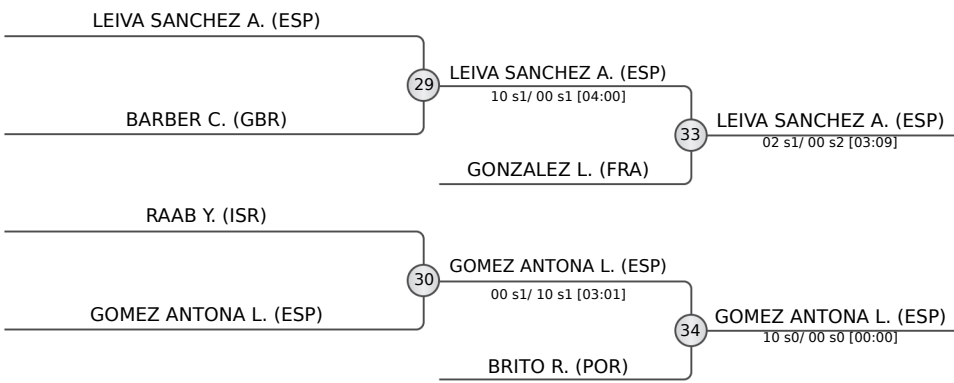 LEIVA SANCHEZ A. (ESP)
29
LEIVA SANCHEZ A. (ESP)
10 s1/ 00 s1 [04:00]
BARBER C. (GBR)
33
LEIVA SANCHEZ A. (ESP)
02 s1/ 00 s2 [03:09]
GONZALEZ L. (FRA)
RAAB Y. (ISR)
30
GOMEZ ANTONA L. (ESP)
00 s1/ 10 s1 [03:01]
GOMEZ ANTONA L. (ESP)
34
GOMEZ ANTONA L. (ESP)
10 s0/ 00 s0 [00:00]
BRITO R. (POR)